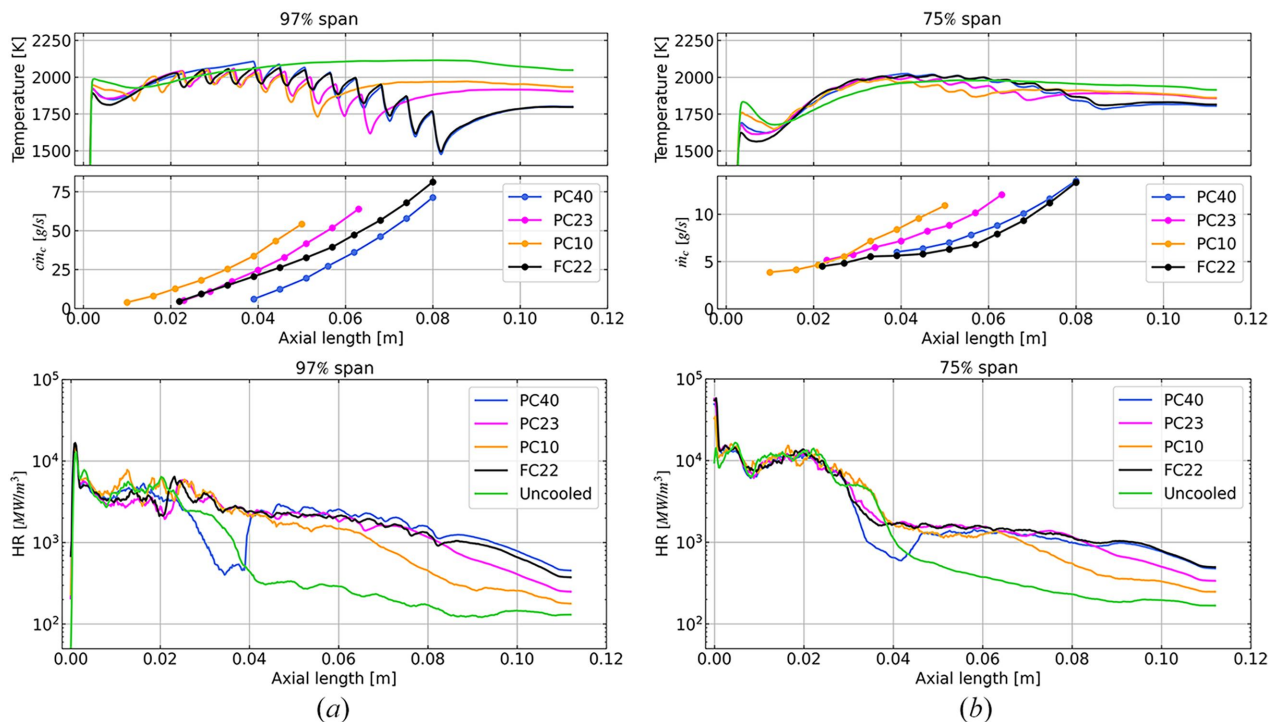 97% span
Temperature [K]
2250
2000
1750
1500
cṁc [g/s]
75
50
25
0
PC40
PC23
PC10
FC22
0.00 0.02 0.04 0.06 0.08 0.10 0.12
Axial length [m]
97% span
HR [MW/m³]
10⁵
10⁴
10³
10²
PC40
PC23
PC10
FC22
Uncooled
0.00 0.02 0.04 0.06 0.08 0.10 0.12
Axial length [m]
(a)
75% span
Temperature [K]
2250
2000
1750
1500
ṁc [g/s]
10
5
0
PC40
PC23
PC10
FC22
0.00 0.02 0.04 0.06 0.08 0.10 0.12
Axial length [m]
75% span
HR [MW/m³]
10⁵
10⁴
10³
10²
PC40
PC23
PC10
FC22
Uncooled
0.00 0.02 0.04 0.06 0.08 0.10 0.12
Axial length [m]
(b)